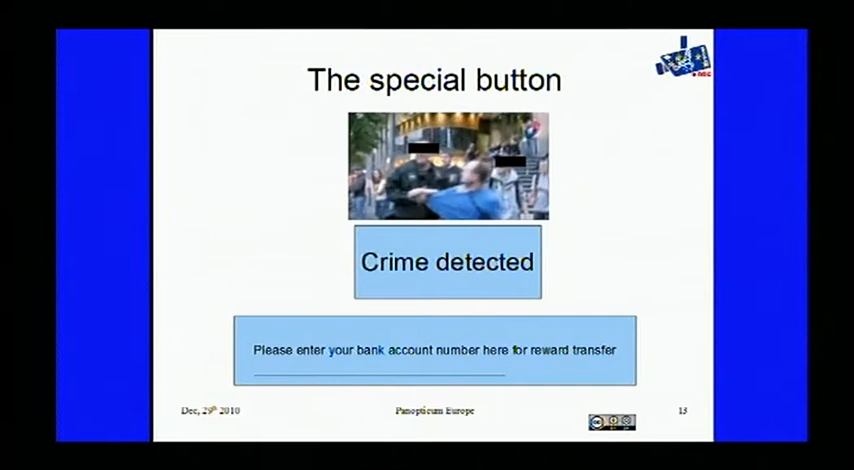 The special button
Crime detected
Please enter your bank account number here for reward transfer
Dec, 29th 2010
Panopticum Europe
13